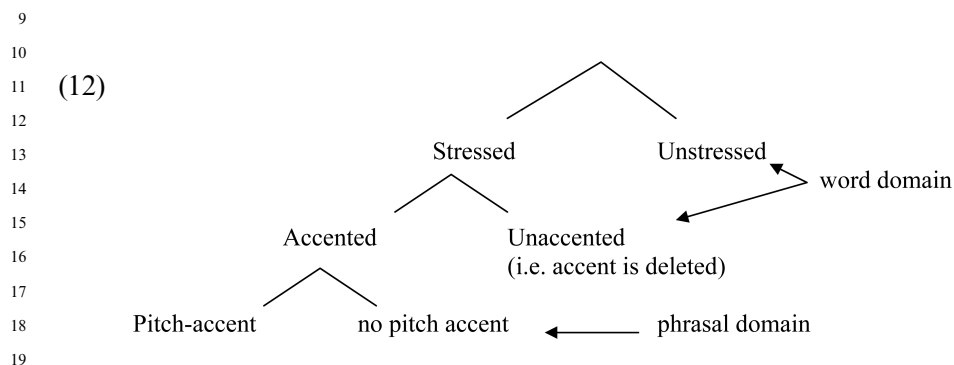 9
10
11 (12)
12
13 Stressed Unstressed
14 word domain
15
16 Accented Unaccented
(i.e. accent is deleted)
17
18 Pitch-accent no pitch accent phrasal domain
19